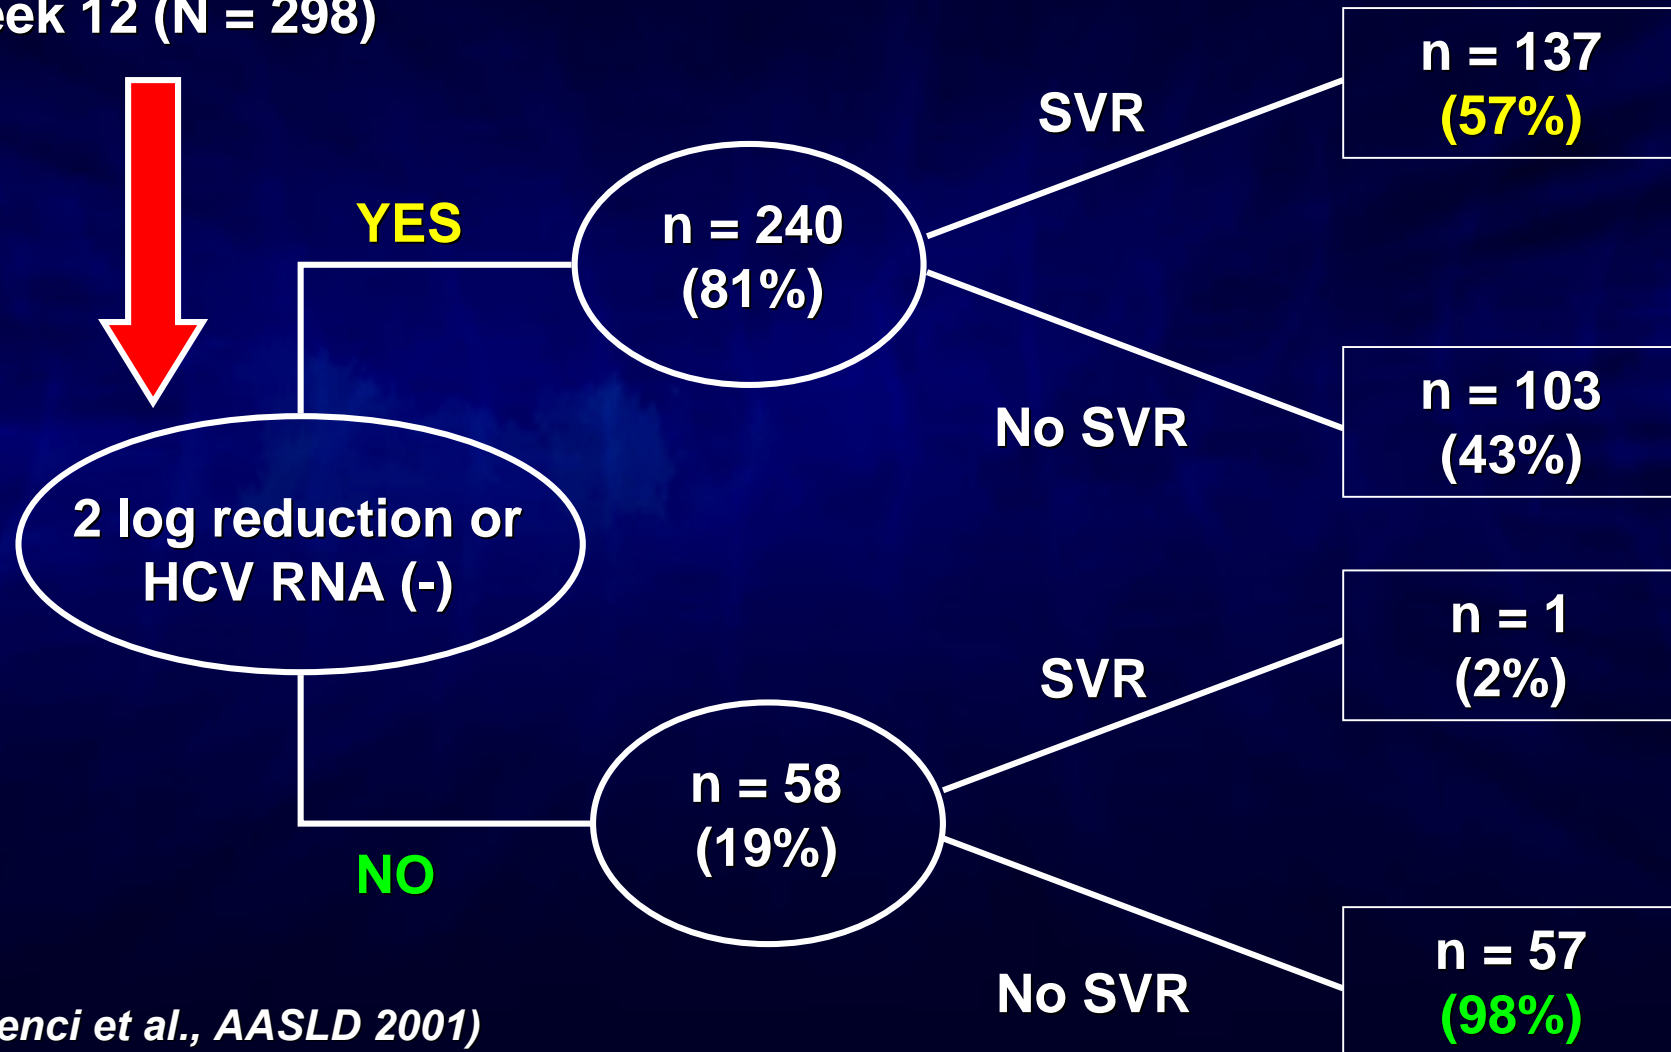 eek 12 (N = 298)
n = 137
(57%)
SVR
YES
n = 240
(81%)
n = 103
(43%)
No SVR
2 log reduction or
HCV RNA (-)
n = 1
(2%)
SVR
n = 58
(19%)
NO
n = 57
(98%)
No SVR
enci et al., AASLD 2001)